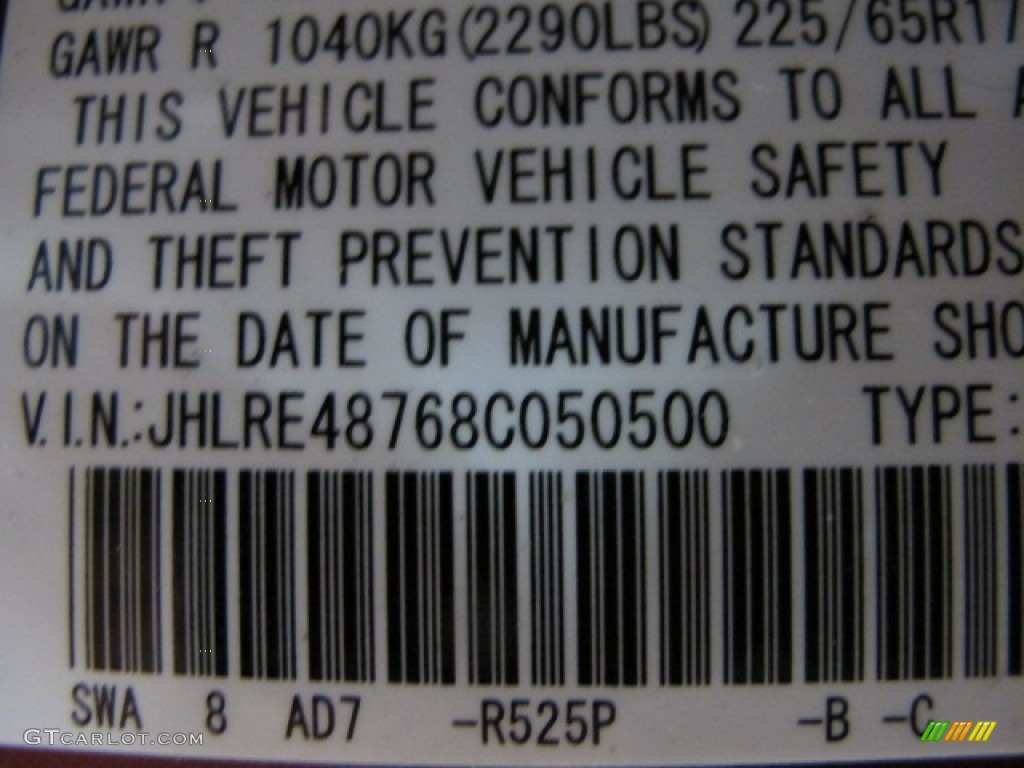 GAWR R 1040KG(2290LBS) 225/65R17
THIS VEHICLE CONFORMS TO ALL A
FEDERAL MOTOR VEHICLE SAFETY
AND THEFT PREVENTION STANDARDS
ON THE DATE OF MANUFACTURE SHO
V.I.N.:JHLRE48768C050500 TYPE:
SWA 8 AD7 -R525P -B -C
GTCARLOT.COM